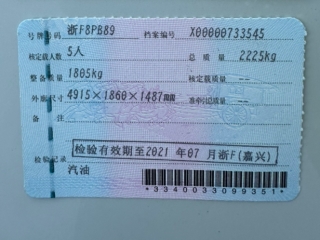 号牌号码 浙F8PB89 档案编号 X00000733545
核定载人数 5人 总质量 2225kg
整备质量 1805kg 核定载质量 --
外廓尺寸 4915×1860×1487mm 准牵引总质量 --
备注
检验有效期至2021年07月浙F(嘉兴)
检验记录
汽油
*3340033099351*